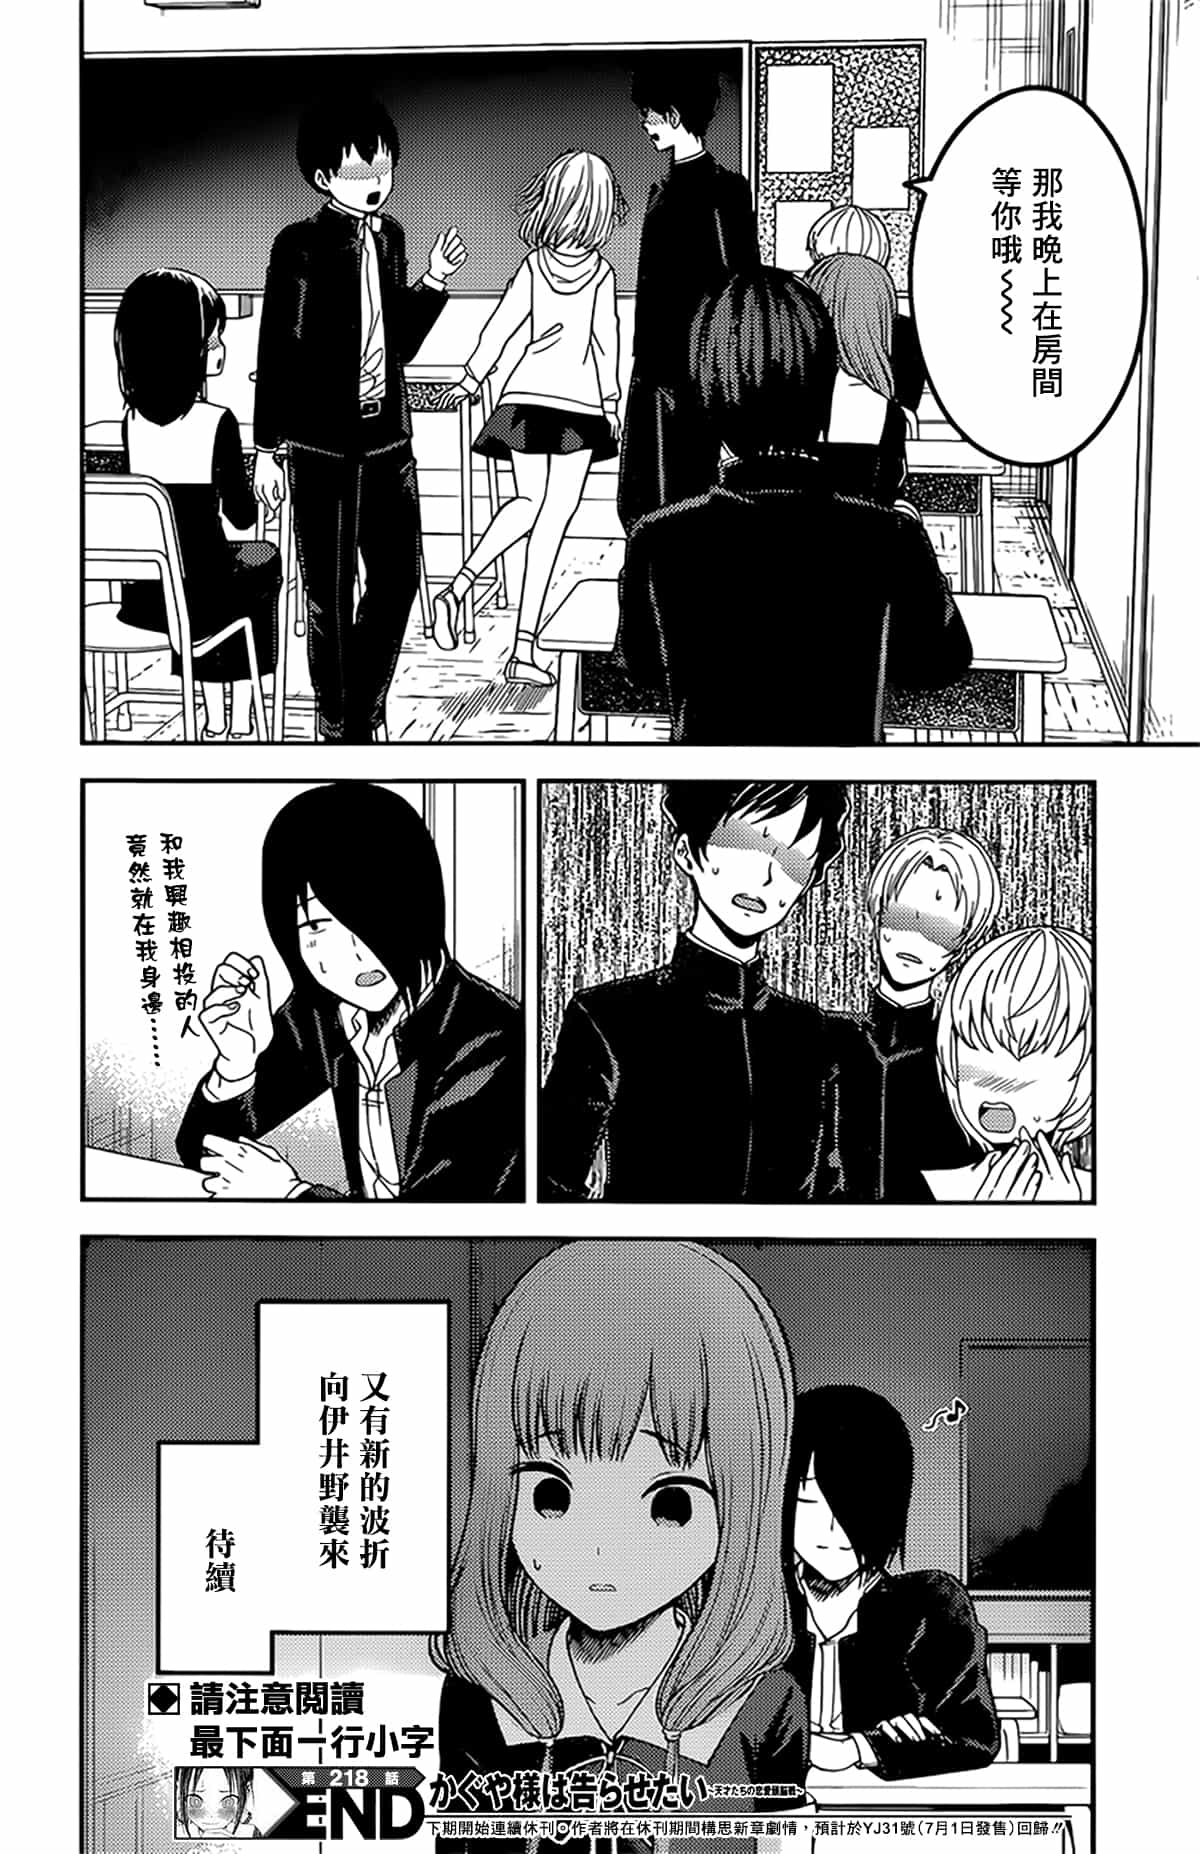 那我晚上在房間
等你哦～
和我興趣相投的人
竟然就在我身邊……
又有新的波折
向伊井野襲來
待續
請注意閱讀
最下面一行小字
第 218 話
END
かぐや様は告らせたい
~天才たちの恋愛頭脳戦~
下期開始連續休刊。作者將在休刊期間構思新章劇情，預計於YJ31號（7月1日發售）回歸!!